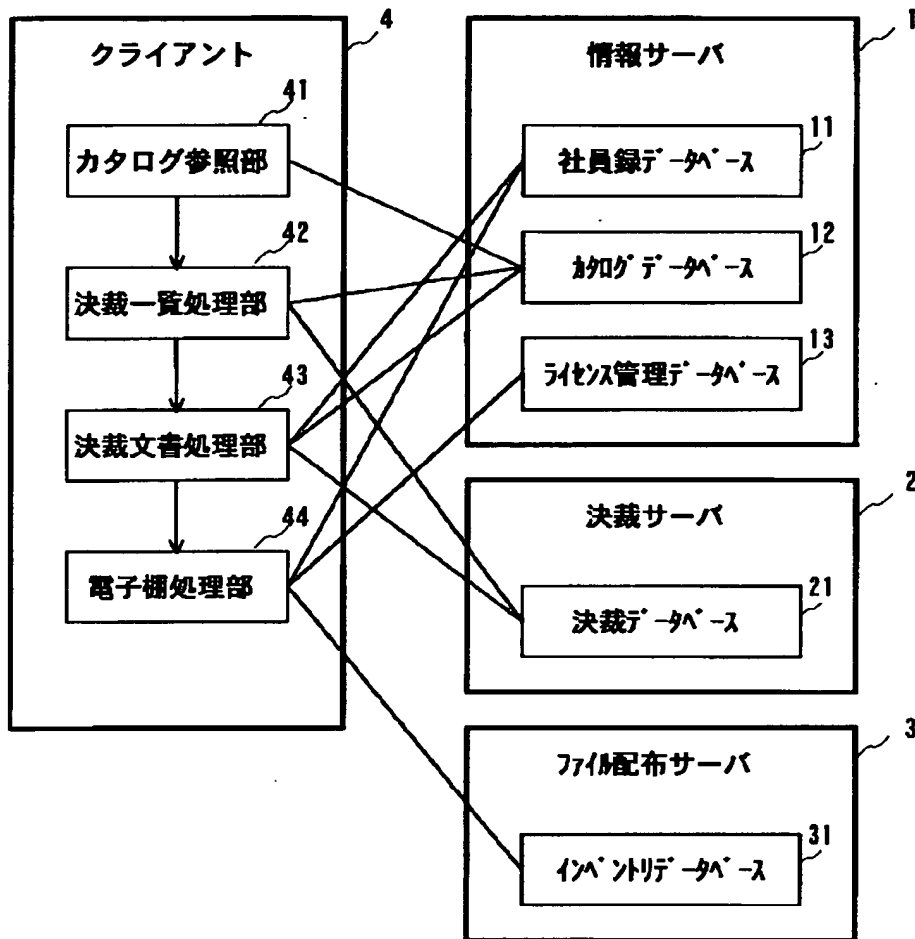 4
クライアント
41
カタログ参照部
42
決裁一覧処理部
43
決裁文書処理部
44
電子棚処理部
1
情報サーバ
11
社員録データベース
12
カタログデータベース
13
ライセンス管理データベース
2
決裁サーバ
21
決裁データベース
3
ファイル配布サーバ
31
インベントリデータベース